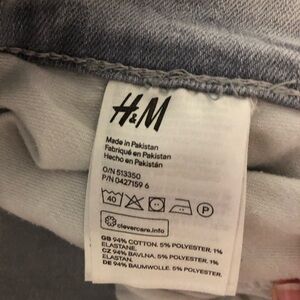 H&M
Made in Pakistan
Fabriqué en Pakistan
Hecho en Pakistán
O/N 513350
P/N 0427159 6
40 P
clevercare.info
GB 94% COTTON. 5% POLYESTER. 1%
ELASTANE.
CZ 94% BAVLNA. 5% POLYESTER. 1%
ELASTAN.
DE 94% BAUMWOLLE. 5% POLYESTER.